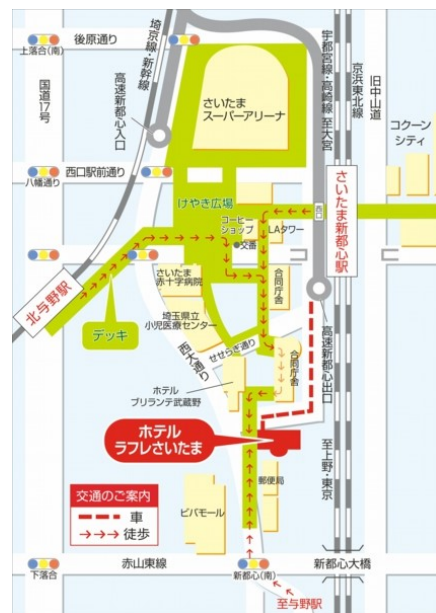 後原通り
上落合(南)
埼京線・新幹線
国道17号
高速新都心入口
さいたま
スーパーアリーナ
宇都宮線・高崎線 至大宮
京浜東北線
旧中山道
コクーン
シティ
西口駅前通り
八幡通り
けやき広場
コーヒー
ショップ
交番
LAタワー
西口
さいたま新都心駅
北与野駅
デッキ
さいたま
赤十字病院
埼玉県立
小児医療センター
合同庁舎
西大通り
せせらぎ通り
合同庁舎
高速新都心出口
ホテル
ブリランテ武蔵野
ホテル
ラフレさいたま
至上野・東京
郵便局
ビバモール
交通のご案内
車
徒歩
赤山東線
下落合
新都心(南)
新都心大橋
至与野駅